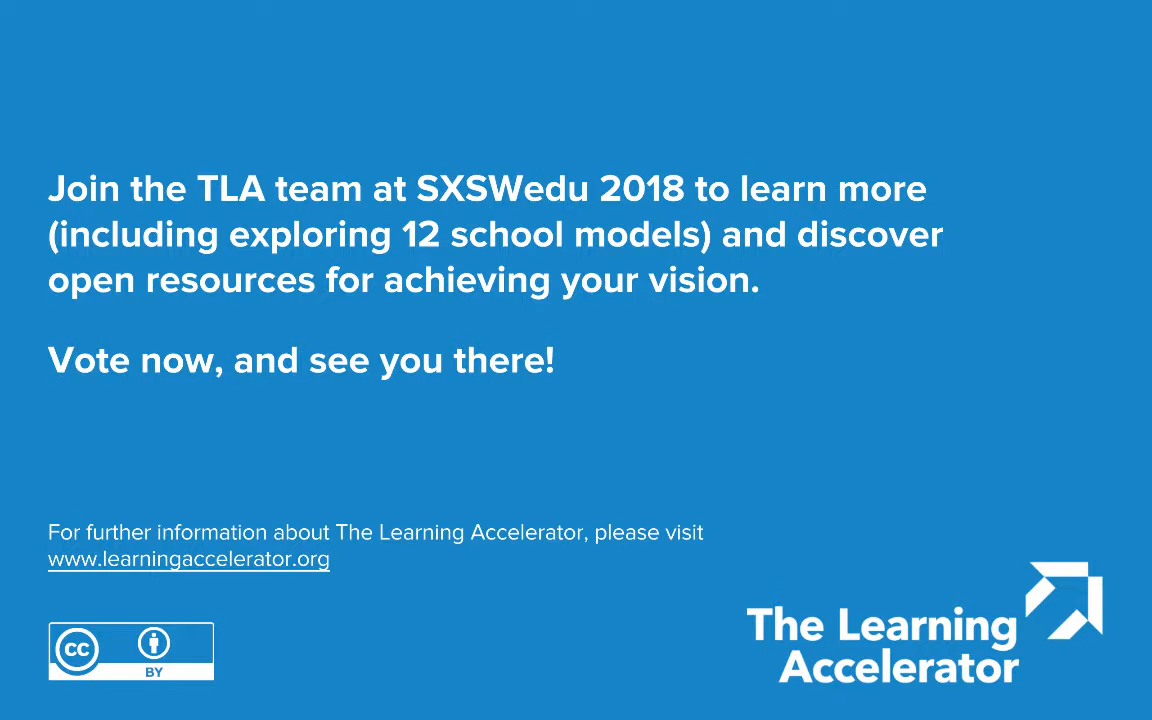 Join the TLA team at SXSWedu 2018 to learn more
(including exploring 12 school models) and discover
open resources for achieving your vision.
Vote now, and see you there!
For further information about The Learning Accelerator, please visit
www.learningaccelerator.org
CC
BY
The Learning
Accelerator